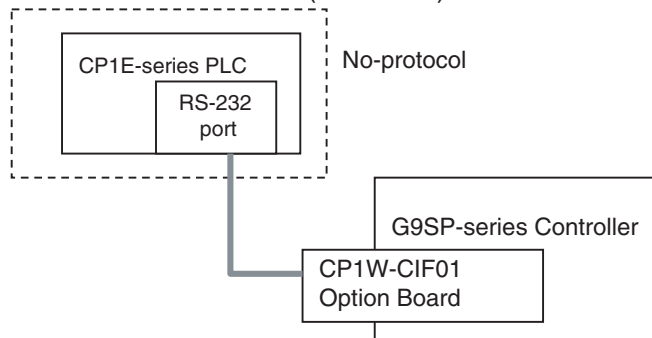 No-protocol
CP1E-series PLC
RS-232
port
G9SP-series Controller
CP1W-CIF01
Option Board